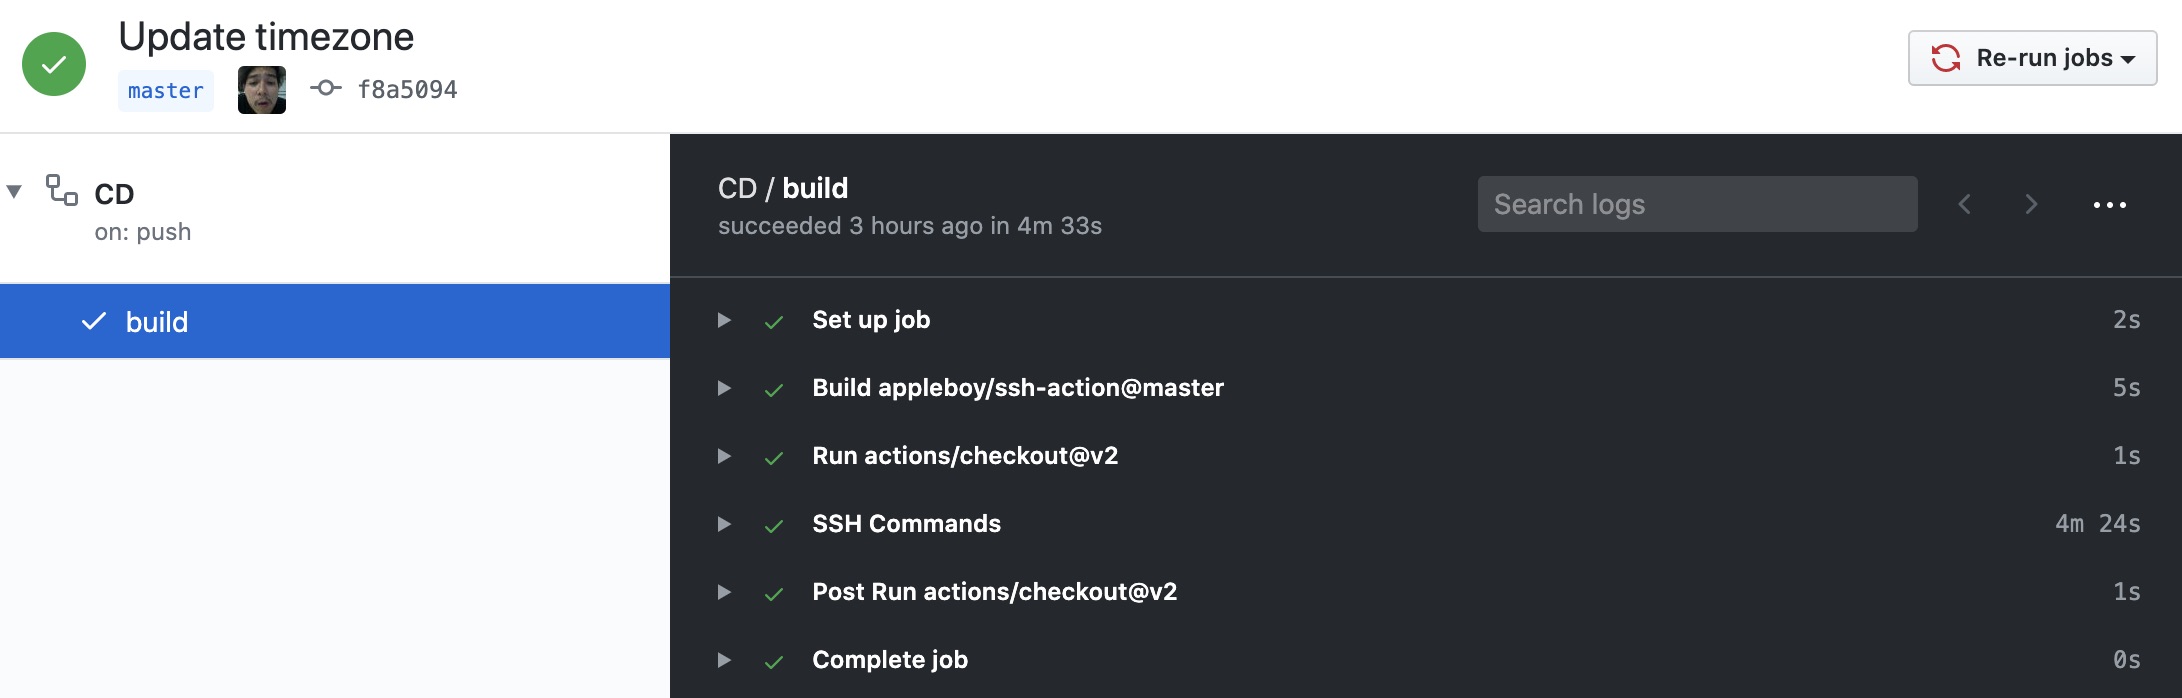 Update timezone
master f8a5094
Re-run jobs
CD
on: push
build
CD / build
succeeded 3 hours ago in 4m 33s
Search logs
Set up job 2s
Build appleboy/ssh-action@master 5s
Run actions/checkout@v2 1s
SSH Commands 4m 24s
Post Run actions/checkout@v2 1s
Complete job 0s